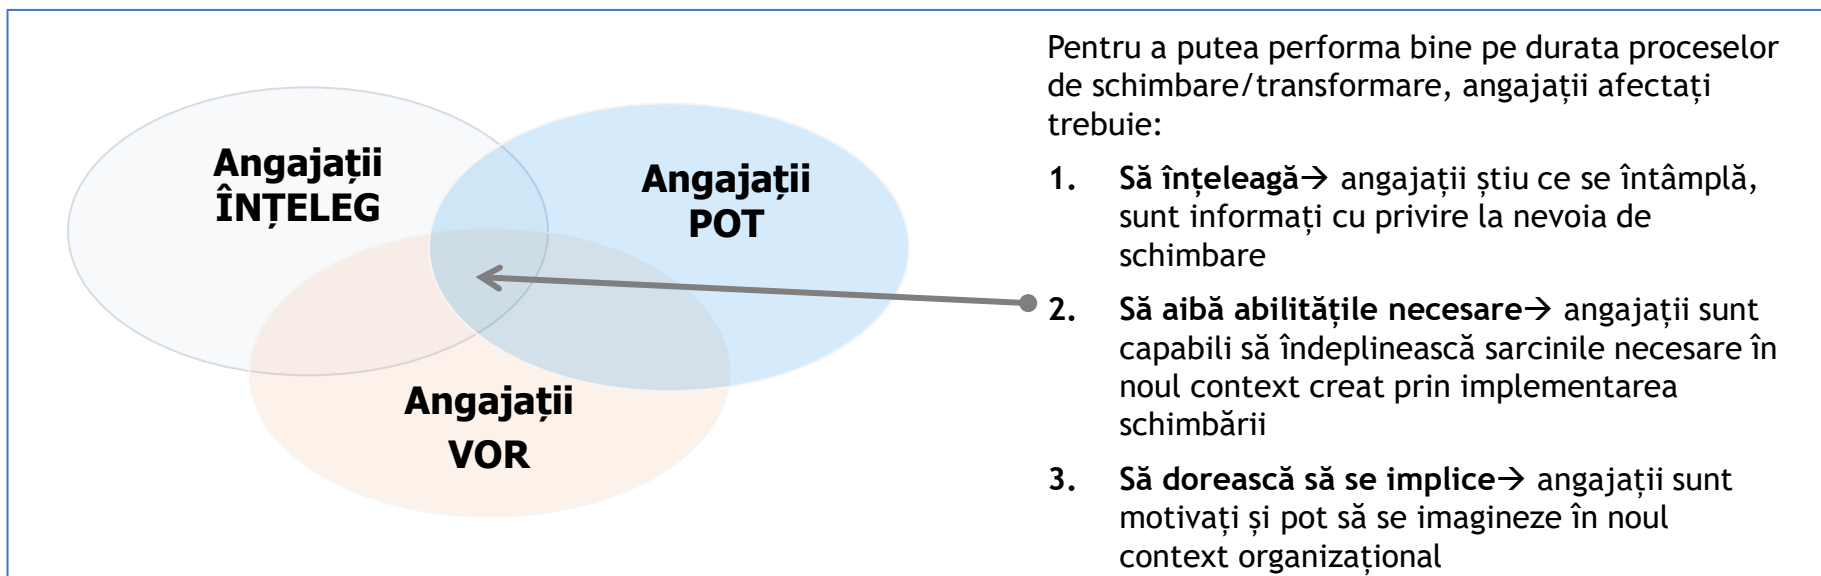 Angajații
ÎNȚELEG
Angajații
POT
Angajații
VOR
Pentru a putea performa bine pe durata proceselor
de schimbare/transformare, angajații afectați
trebuie:
1. Să înțeleagă→ angajații știu ce se întâmplă,
sunt informați cu privire la nevoia de
schimbare
2. Să aibă abilitățile necesare→ angajații sunt
capabili să îndeplinească sarcinile necesare în
noul context creat prin implementarea
schimbării
3. Să dorească să se implice→ angajații sunt
motivați și pot să se imagineze în noul
context organizațional